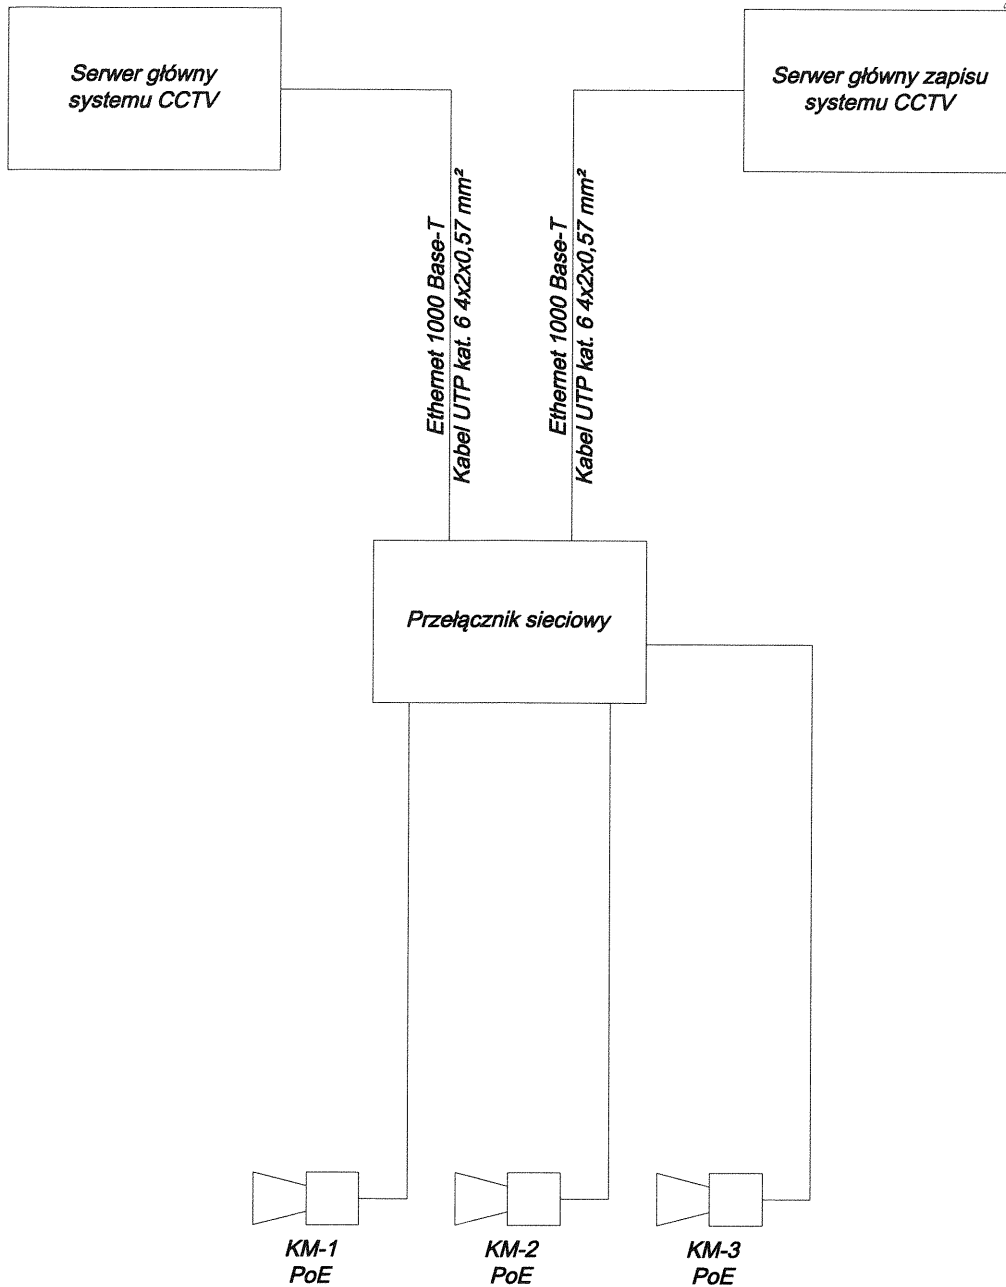 Serwer główny
systemu CCTV
Serwer główny zapisu
systemu CCTV
Ethernet 1000 Base-T
Kabel UTP kat. 6 4x2x0,57 mm²
Ethernet 1000 Base-T
Kabel UTP kat. 6 4x2x0,57 mm²
Przełącznik sieciowy
KM-1
PoE
KM-2
PoE
KM-3
PoE